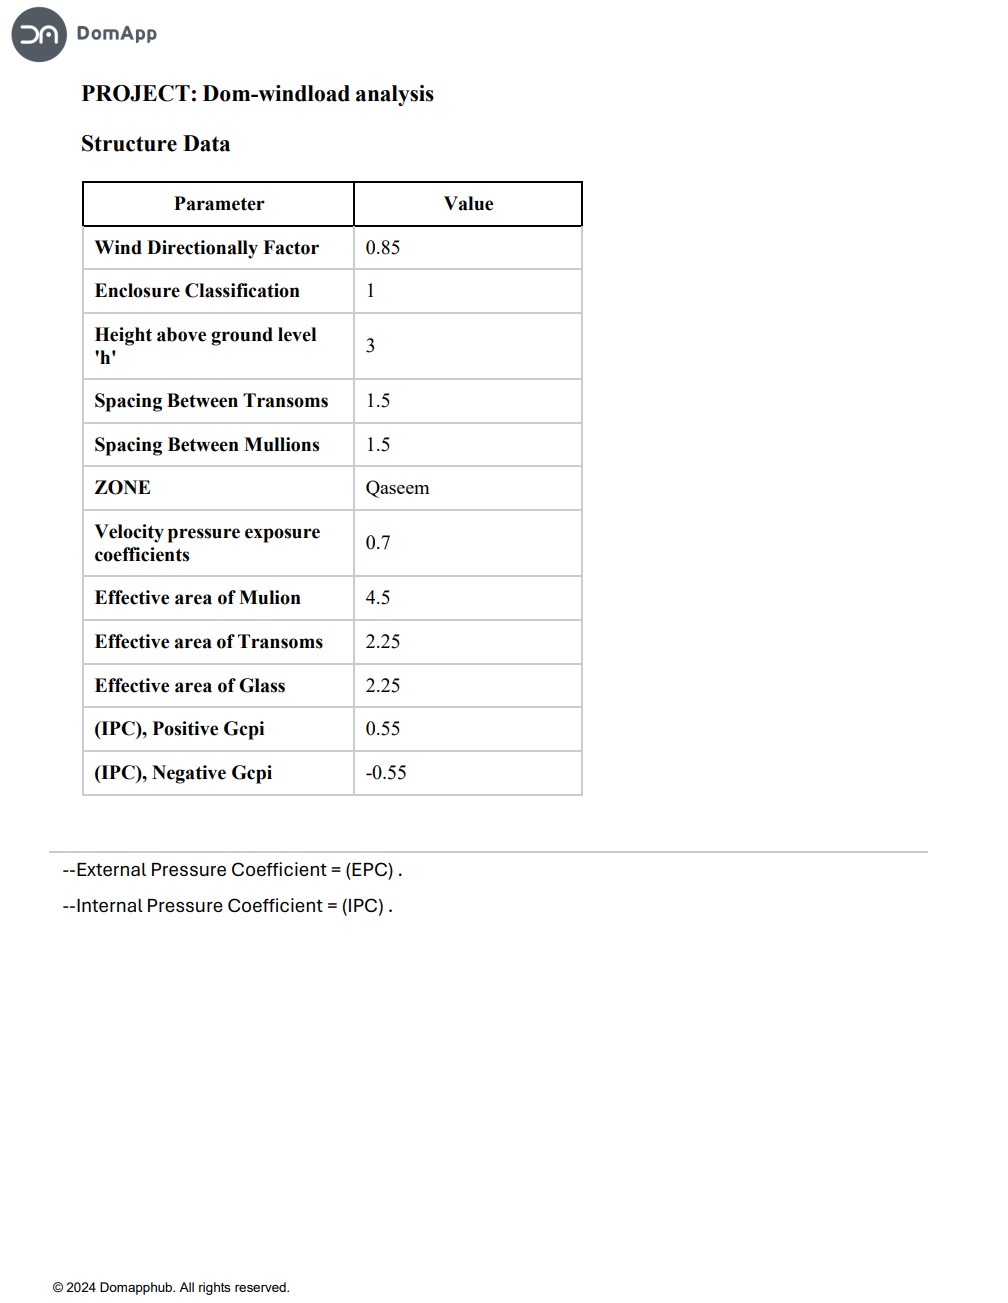 DomApp
PROJECT: Dom-windload analysis
Structure Data
Parameter Value
Wind Directionally Factor 0.85
Enclosure Classification 1
Height above ground level
'h' 3
Spacing Between Transoms 1.5
Spacing Between Mullions 1.5
ZONE Qaseem
Velocity pressure exposure
coefficients 0.7
Effective area of Mulion 4.5
Effective area of Transoms 2.25
Effective area of Glass 2.25
(IPC), Positive Gcpi 0.55
(IPC), Negative Gcpi -0.55
--External Pressure Coefficient = (EPC) .
--Internal Pressure Coefficient = (IPC) .
© 2024 Domapphub. All rights reserved.